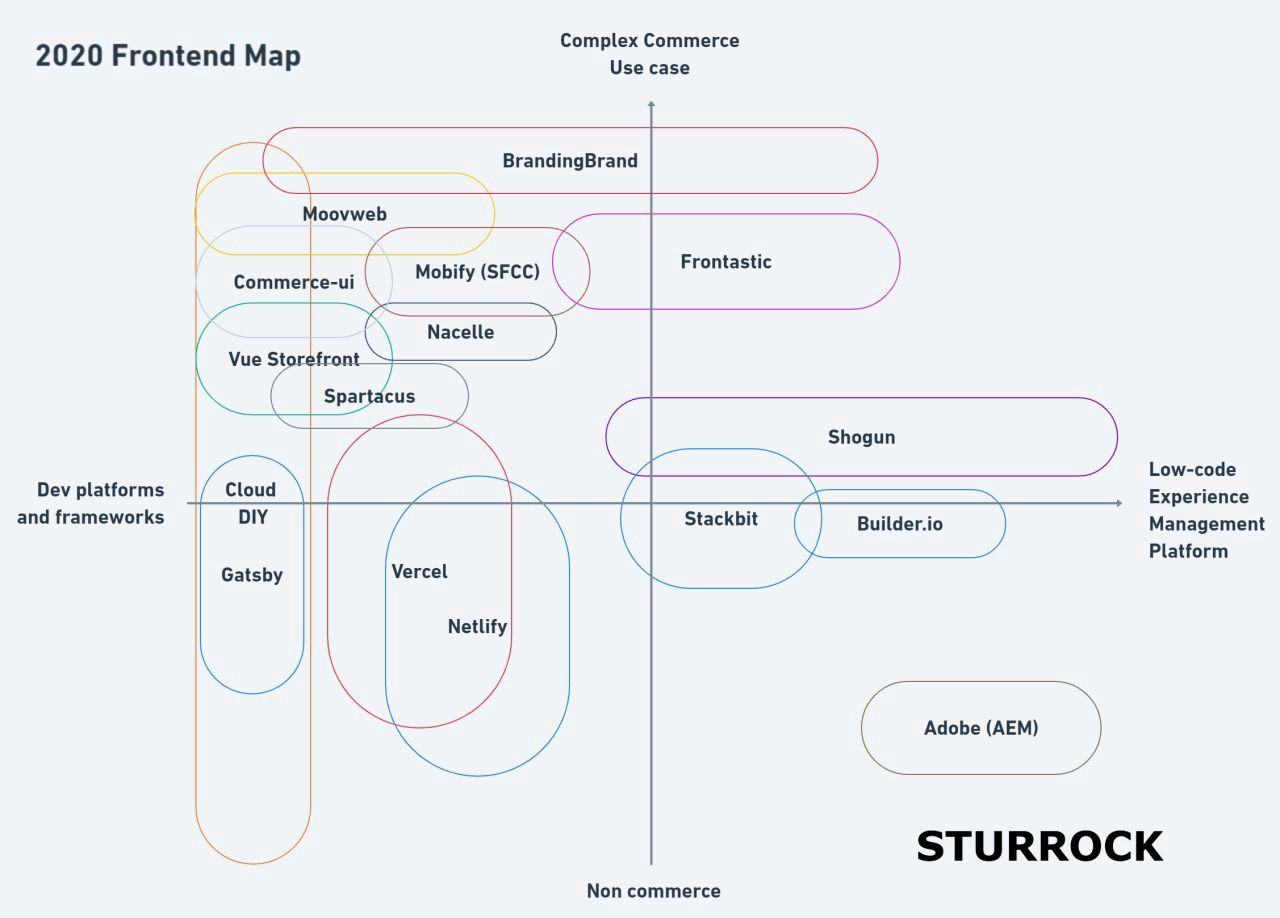 2020 Frontend Map
Complex Commerce
Use case
BrandingBrand
Moovweb
Frontastic
Mobify (SFCC)
Commerce-ui
Nacelle
Vue Storefront
Spartacus
Shogun
Dev platforms
and frameworks
Cloud
DIY
Gatsby
Stackbit
Builder.io
Low-code
Experience
Management
Platform
Vercel
Netlify
Adobe (AEM)
STURROCK
Non commerce